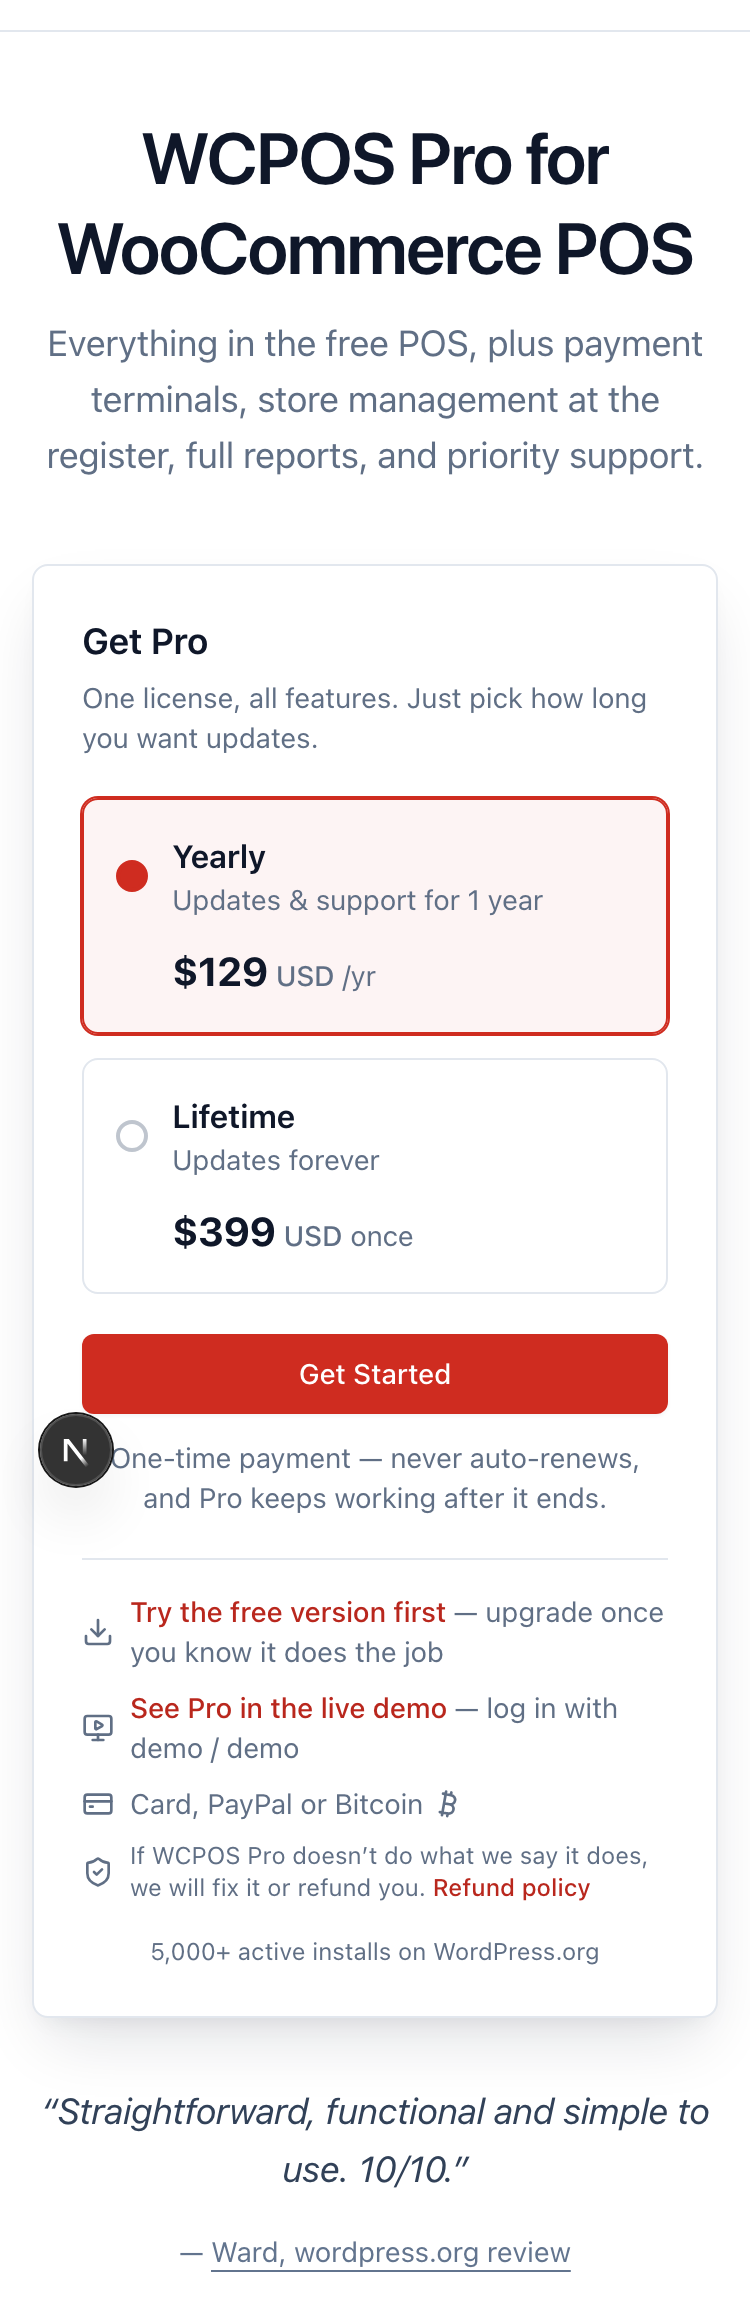 WCPOS Pro for
WooCommerce POS
Everything in the free POS, plus payment
terminals, store management at the
register, full reports, and priority support.
Get Pro
One license, all features. Just pick how long
you want updates.
Yearly
Updates & support for 1 year
$129 USD /yr
Lifetime
Updates forever
$399 USD once
Get Started
N
One-time payment — never auto-renews,
and Pro keeps working after it ends.
Try the free version first — upgrade once
you know it does the job
See Pro in the live demo — log in with
demo / demo
Card, PayPal or Bitcoin ₿
If WCPOS Pro doesn’t do what we say it does,
we will fix it or refund you. Refund policy
5,000+ active installs on WordPress.org
“Straightforward, functional and simple to
use. 10/10.”
— Ward, wordpress.org review